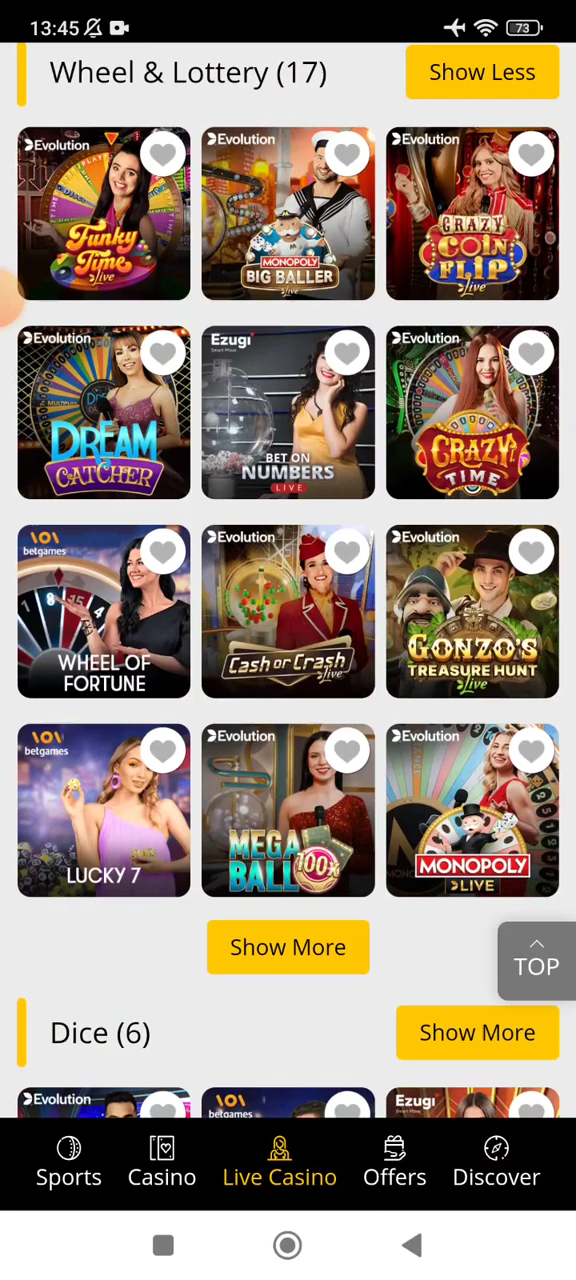 13:45
73
Wheel & Lottery (17)
Show Less
Evolution
Funky
Time
Live
Evolution
MONOPOLY
BIG BALLER
Live
Evolution
CRAZY
COIN
FLIP
Live
Evolution
DREAM
CATCHER
Ezugi
BET ON
NUMBERS
LIVE
Evolution
CRAZY
TIME
betgames
WHEEL OF
FORTUNE
Evolution
Cash or Crash
Live
Evolution
GONZO'S
TREASURE HUNT
Live
betgames
LUCKY 7
Evolution
MEGA
BALL
100x
Evolution
MONOPOLY
LIVE
Show More
TOP
Dice (6)
Show More
Evolution
betgames
Ezugi
Sports
Casino
Live Casino
Offers
Discover